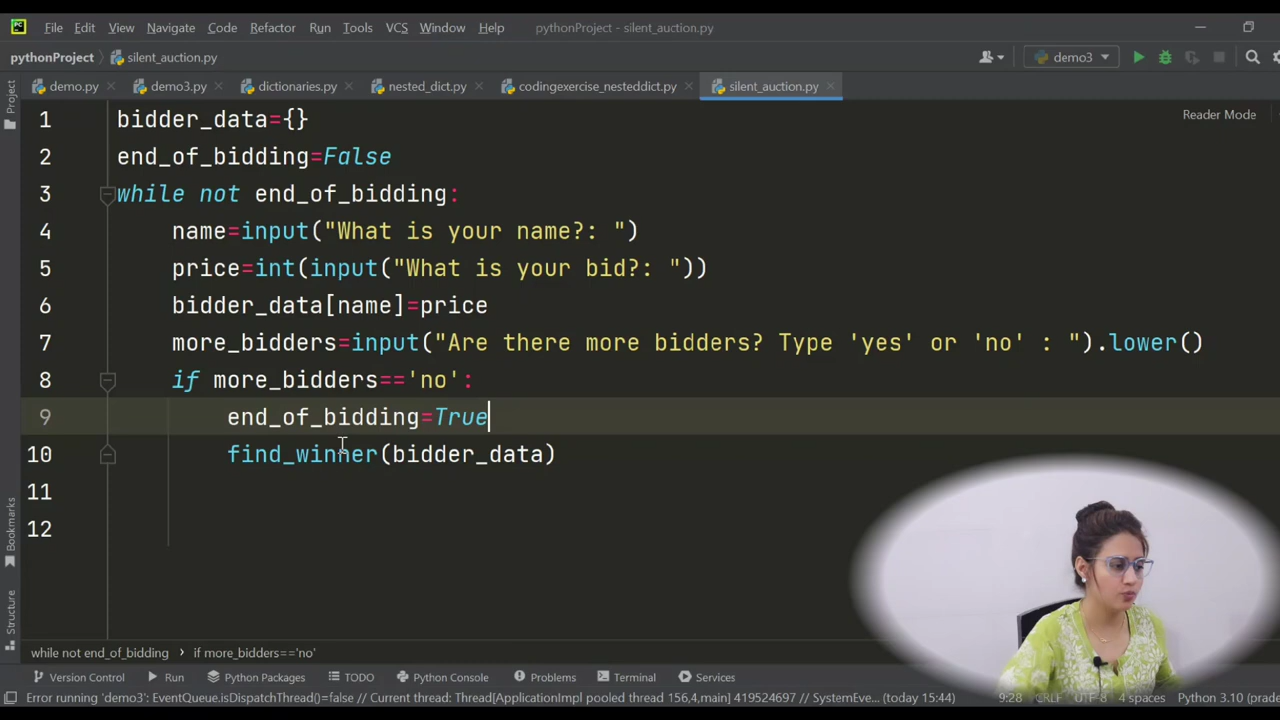 File Edit View Navigate Code Refactor Run Tools VCS Window Help pythonProject - silent_auction.py
pythonProject silent_auction.py demo3
demo.py demo3.py dictionaries.py nested_dict.py codingexercise_nesteddict.py silent_auction.py
Reader Mode
Project
1 bidder_data={}
2 end_of_bidding=False
3 while not end_of_bidding:
4 name=input("What is your name?: ")
5 price=int(input("What is your bid?: "))
6 bidder_data[name]=price
7 more_bidders=input("Are there more bidders? Type 'yes' or 'no' : ").lower()
8 if more_bidders=='no':
9 end_of_bidding=True
10 find_winner(bidder_data)
11
12
Bookmarks
Structure
while not end_of_bidding if more_bidders=='no'
Version Control Run Python Packages TODO Python Console Problems Terminal Services
Error running 'demo3': EventQueue.isDispatchThread()=false // Current thread: Thread[ApplicationImpl pooled thread 156,4,main] 419524697 // SystemEve... (today 15:44) 9:28 CRLF UTF-8 4 spaces Python 3.10 (prade